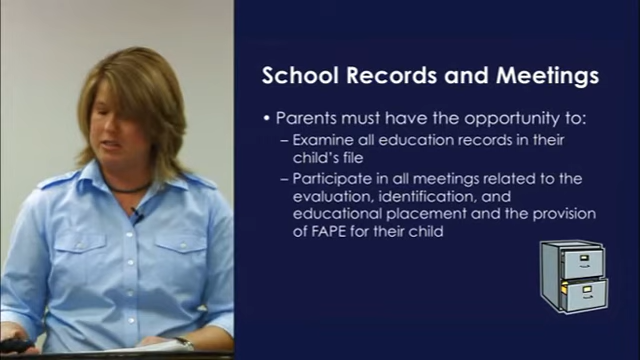 School Records and Meetings
• Parents must have the opportunity to:
– Examine all education records in their
child's file
– Participate in all meetings related to the
evaluation, identification, and
educational placement and the provision
of FAPE for their child